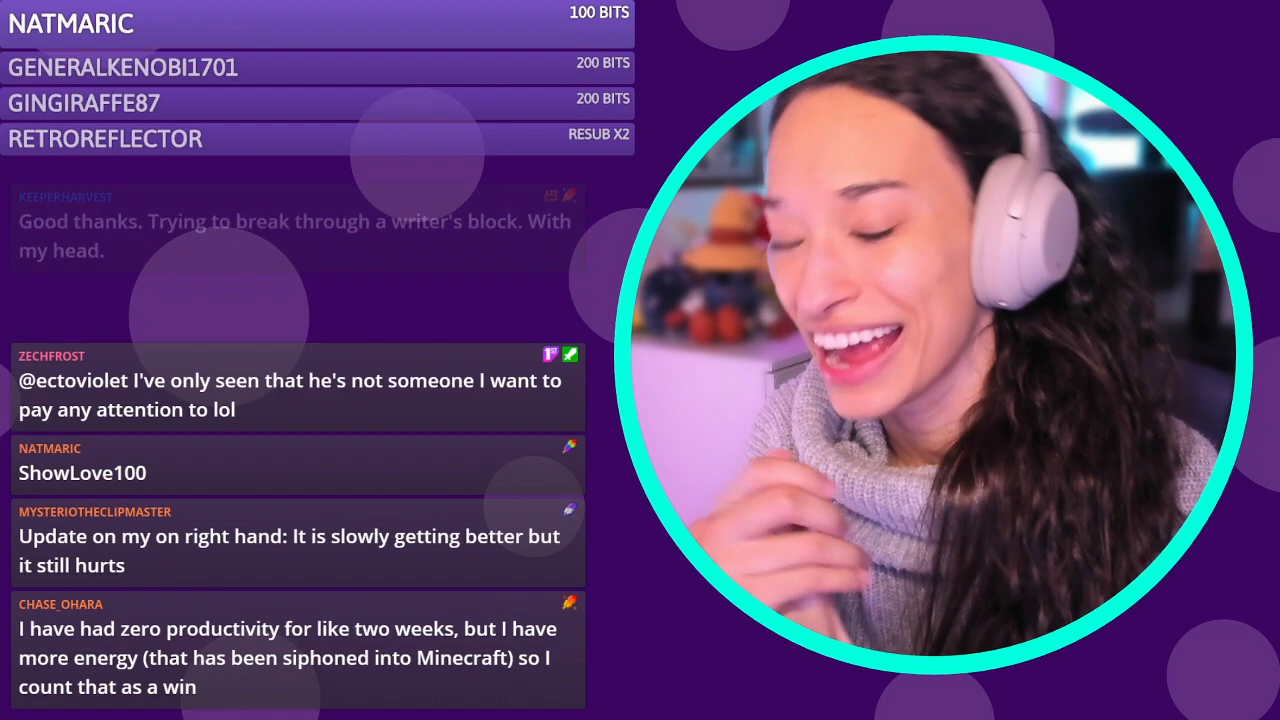 NATMARIC 100 BITS
GENERALKENOBI1701 200 BITS
GINGIRAFFE87 200 BITS
RETROREFLECTOR RESUB X2
KEEPERHARVEST
Good thanks. Trying to break through a writer's block. With
my head.
ZECHFROST 1ST
@ectoviolet I've only seen that he's not someone I want to
pay any attention to lol
NATMARIC
ShowLove100
MYSTERIOTHECLIPMASTER
Update on my on right hand: It is slowly getting better but
it still hurts
CHASE_OHARA
I have had zero productivity for like two weeks, but I have
more energy (that has been siphoned into Minecraft) so I
count that as a win